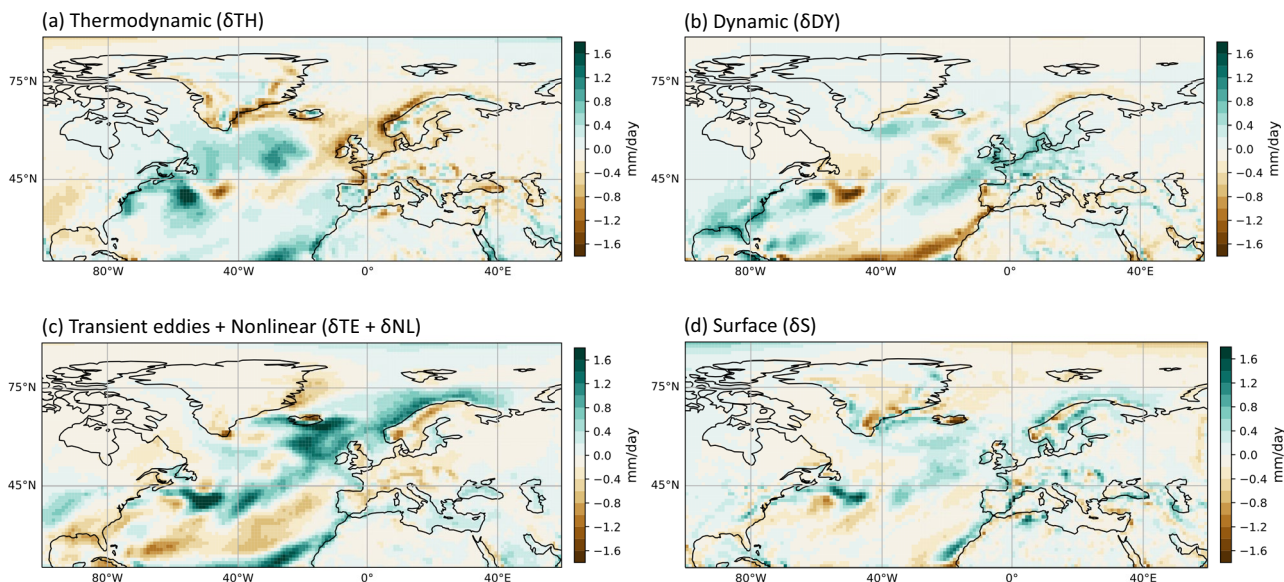 (a) Thermodynamic (δTH)
75°N
45°N
80°W 40°W 0° 40°E
1.6
1.2
0.8
0.4
0.0
−0.4
−0.8
−1.2
−1.6
mm/day
(b) Dynamic (δDY)
75°N
45°N
80°W 40°W 0° 40°E
1.6
1.2
0.8
0.4
0.0
−0.4
−0.8
−1.2
−1.6
mm/day
(c) Transient eddies + Nonlinear (δTE + δNL)
75°N
45°N
80°W 40°W 0° 40°E
1.6
1.2
0.8
0.4
0.0
−0.4
−0.8
−1.2
−1.6
mm/day
(d) Surface (δS)
75°N
45°N
80°W 40°W 0° 40°E
1.6
1.2
0.8
0.4
0.0
−0.4
−0.8
−1.2
−1.6
mm/day